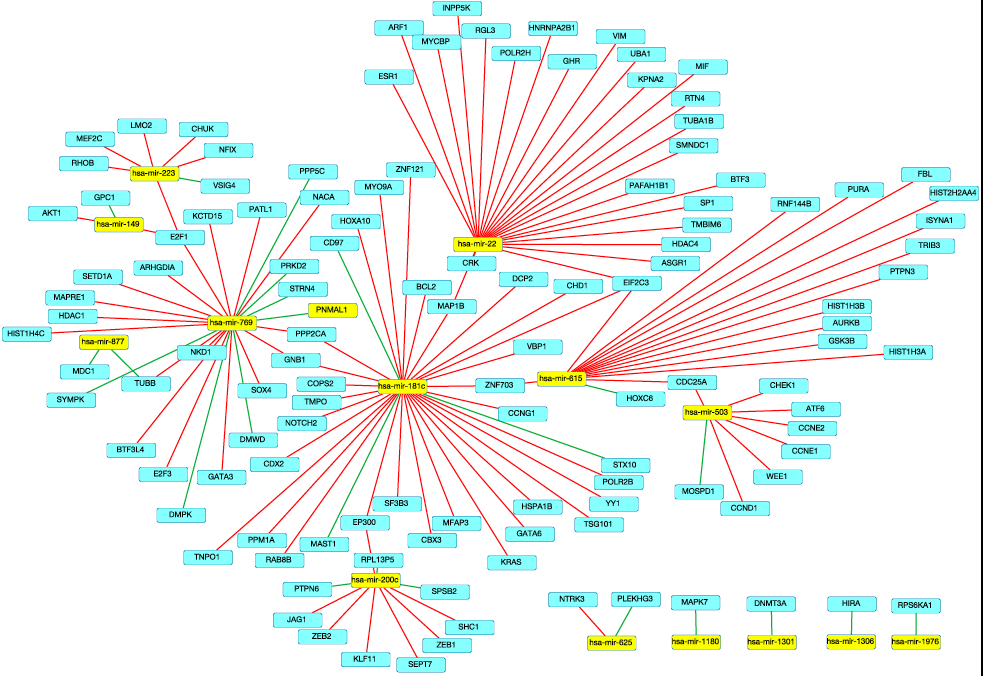 INPP5K
ARF1
RGL3
HNRNPA2B1
MYCBP
VIM
POLR2H
UBA1
GHR
MIF
ESR1
KPNA2
RTN4
TUBA1B
SMNDC1
LMO2
CHUK
MEF2C
NFIX
RHOB
hsa-mir-223
VSIG4
PPP5C
ZNF121
MYO9A
NACA
PAFAH1B1
BTF3
FBL
PURA
HIST2H2AA4
GPC1
AKT1
hsa-mir-149
KCTD15
PATL1
HOXA10
SP1
RNF144B
ISYNA1
E2F1
CD97
hsa-mir-22
TMBIM6
HDAC4
TRIB3
CRK
ASGR1
PTPN3
ARHGDIA
PRKD2
SETD1A
STRN4
BCL2
DCP2
CHD1
EIF2C3
MAPRE1
HDAC1
PNMAL1
MAP1B
HIST1H3B
HIST1H4C
hsa-mir-769
AURKB
hsa-mir-877
PPP2CA
GSK3B
NKD1
GNB1
VBP1
HIST1H3A
MDC1
TUBB
COPS2
hsa-mir-181c
ZNF703
hsa-mir-615
CDC25A
CHEK1
SYMPK
SOX4
TMPO
HOXC6
NOTCH2
CCNG1
hsa-mir-503
ATF6
CCNE2
DMWD
BTF3L4
CCNE1
CDX2
STX10
E2F3
GATA3
POLR2B
WEE1
MOSPD1
DMPK
SF3B3
HSPA1B
YY1
CCND1
EP300
MFAP3
TSG101
PPM1A
MAST1
CBX3
GATA6
TNPO1
RAB8B
RPL13P5
KRAS
hsa-mir-200c
PTPN6
SPSB2
NTRK3
PLEKHG3
MAPK7
DNMT3A
HIRA
RPS6KA1
JAG1
SHC1
ZEB2
ZEB1
hsa-mir-625
hsa-mir-1180
hsa-mir-1301
hsa-mir-1306
hsa-mir-1976
KLF11
SEPT7